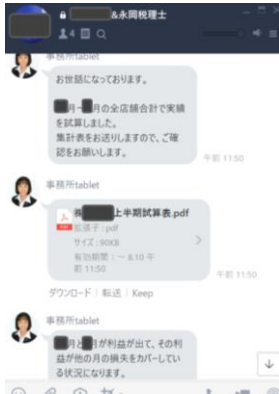 &永岡税理士
4
事務所tablet
お世話になっております。
月~月の全店舗合計で実績
を試算しました。
集計表をお送りしますので、ご確
認をお願いします。
午前 11:50
事務所tablet
上半期試算表.pdf
拡張子 : pdf
サイズ : 90KB
有効期間 : ~ 8.10 午
前 11:50
午前 11:50
ダウンロード | 転送 | Keep
事務所tablet
月と月が利益が出て、その利
益が他の月の損失をカバーしてい
る状況になります。